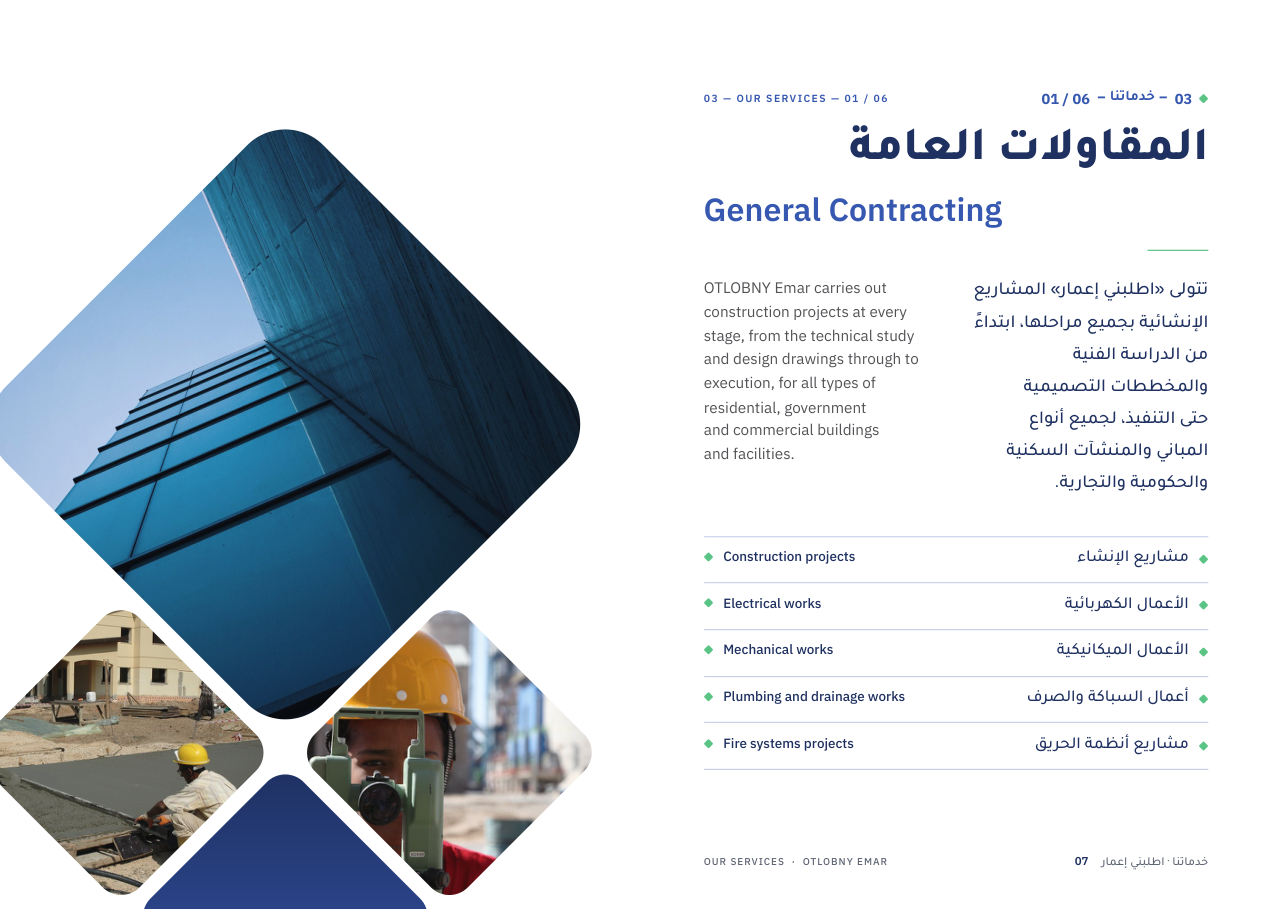 03 — OUR SERVICES — 01 / 06
03 – خدماتنا – 01 / 06
المقاولات العامة
General Contracting
تتولى «اطلبني إعمار» المشاريع
الإنشائية بجميع مراحلها، ابتداءً
من الدراسة الفنية
والمخططات التصميمية
حتى التنفيذ، لجميع أنواع
المباني والمنشآت السكنية
والحكومية والتجارية.
OTLOBNY Emar carries out
construction projects at every
stage, from the technical study
and design drawings through to
execution, for all types of
residential, government
and commercial buildings
and facilities.
Construction projects
مشاريع الإنشاء
Electrical works
الأعمال الكهربائية
Mechanical works
الأعمال الميكانيكية
Plumbing and drainage works
أعمال السباكة والصرف
Fire systems projects
مشاريع أنظمة الحريق
OUR SERVICES · OTLOBNY EMAR
خدماتنا · اطلبني إعمار 07